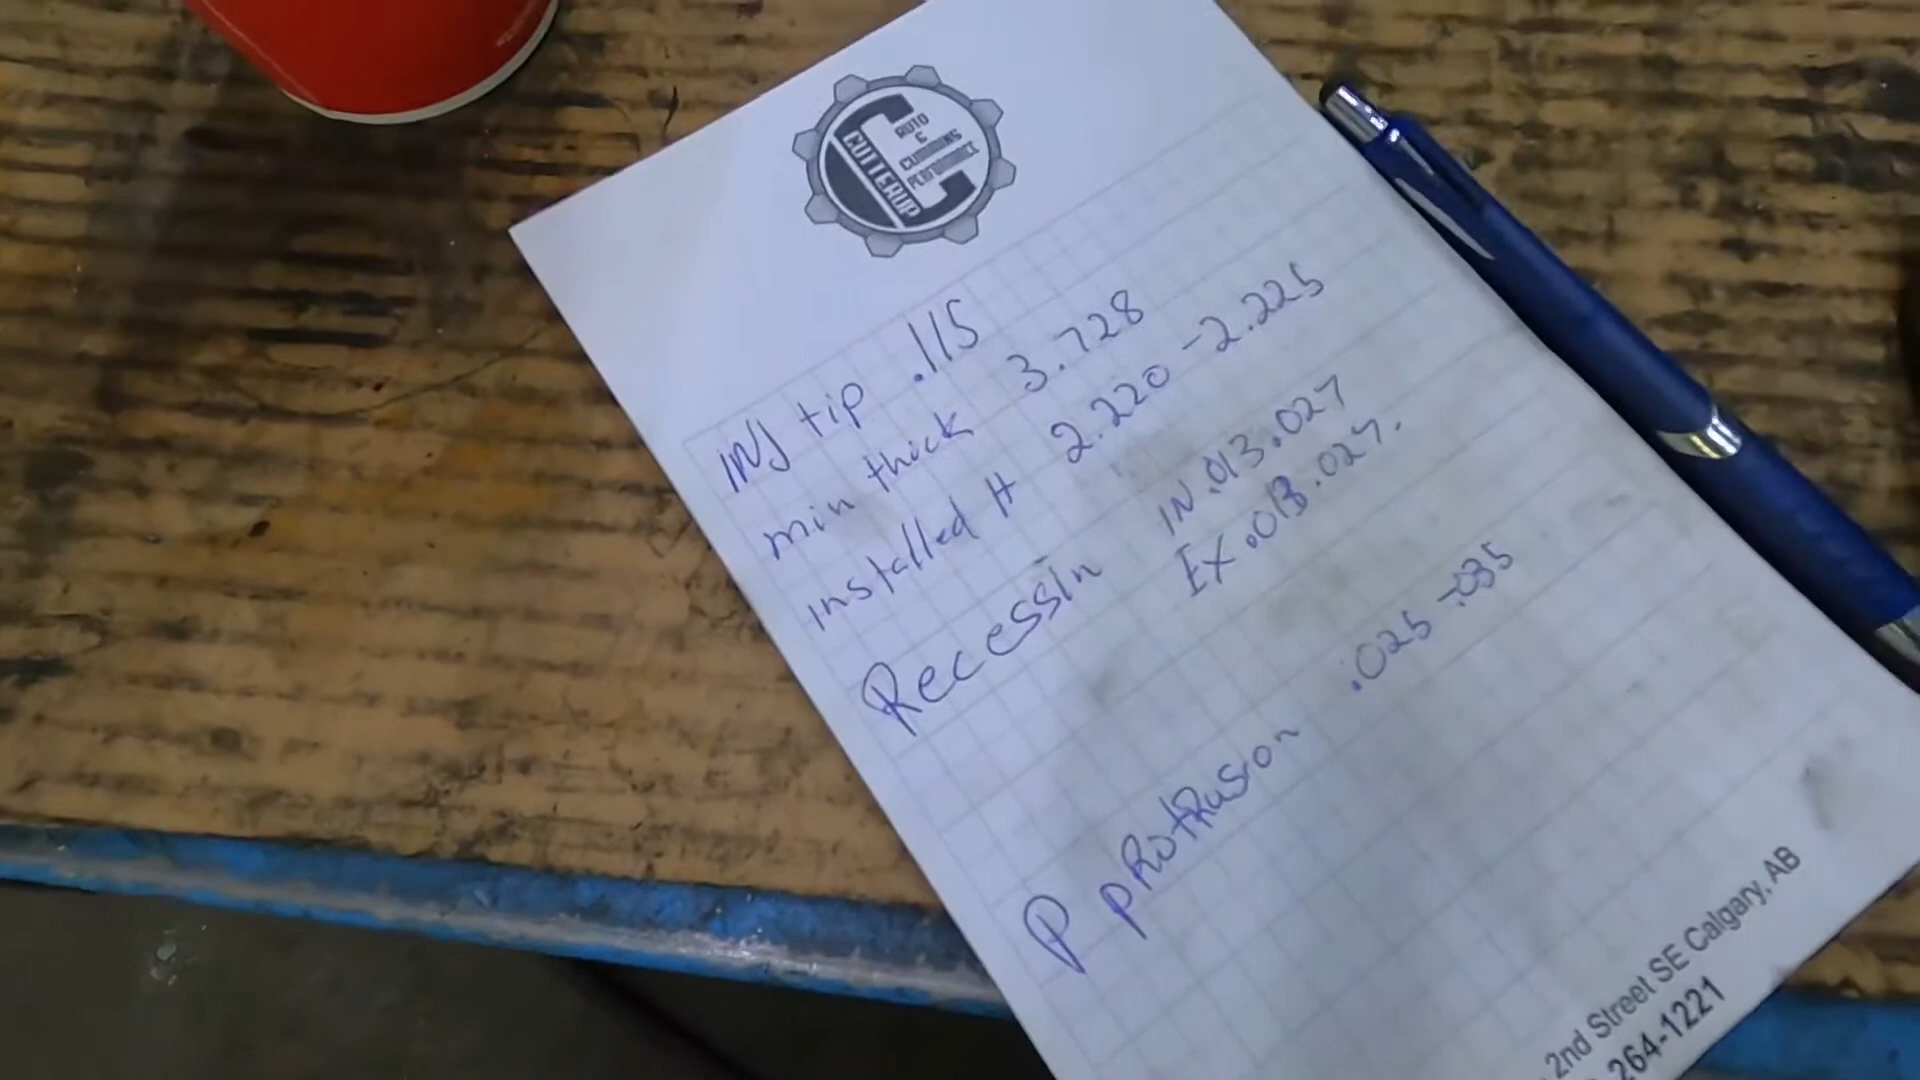 CUTTERUP
AUTO
&
CUMMINS
PERFORMANCE
INJ tip .115
min thick 3.728
installed H 2.220 - 2.225
Recessin IN .013 .027
EX .013 .027.
P pRotRusion .025 - .035
2nd Street SE Calgary, AB
264-1221